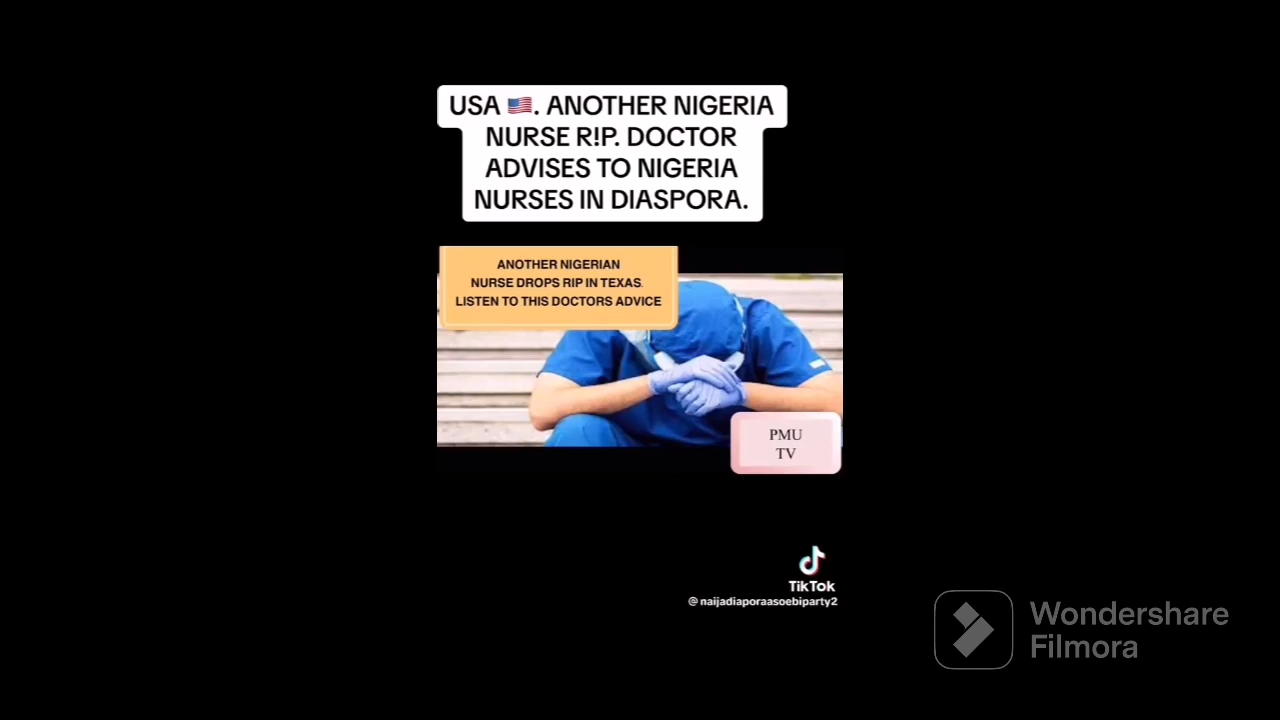 USA 🇺🇸. ANOTHER NIGERIA
NURSE R!P. DOCTOR
ADVISES TO NIGERIA
NURSES IN DIASPORA.
ANOTHER NIGERIAN
NURSE DROPS RIP IN TEXAS.
LISTEN TO THIS DOCTORS ADVICE
PMU
TV
TikTok
@naijadiaporaasoebiparty2
Wondershare
Filmora